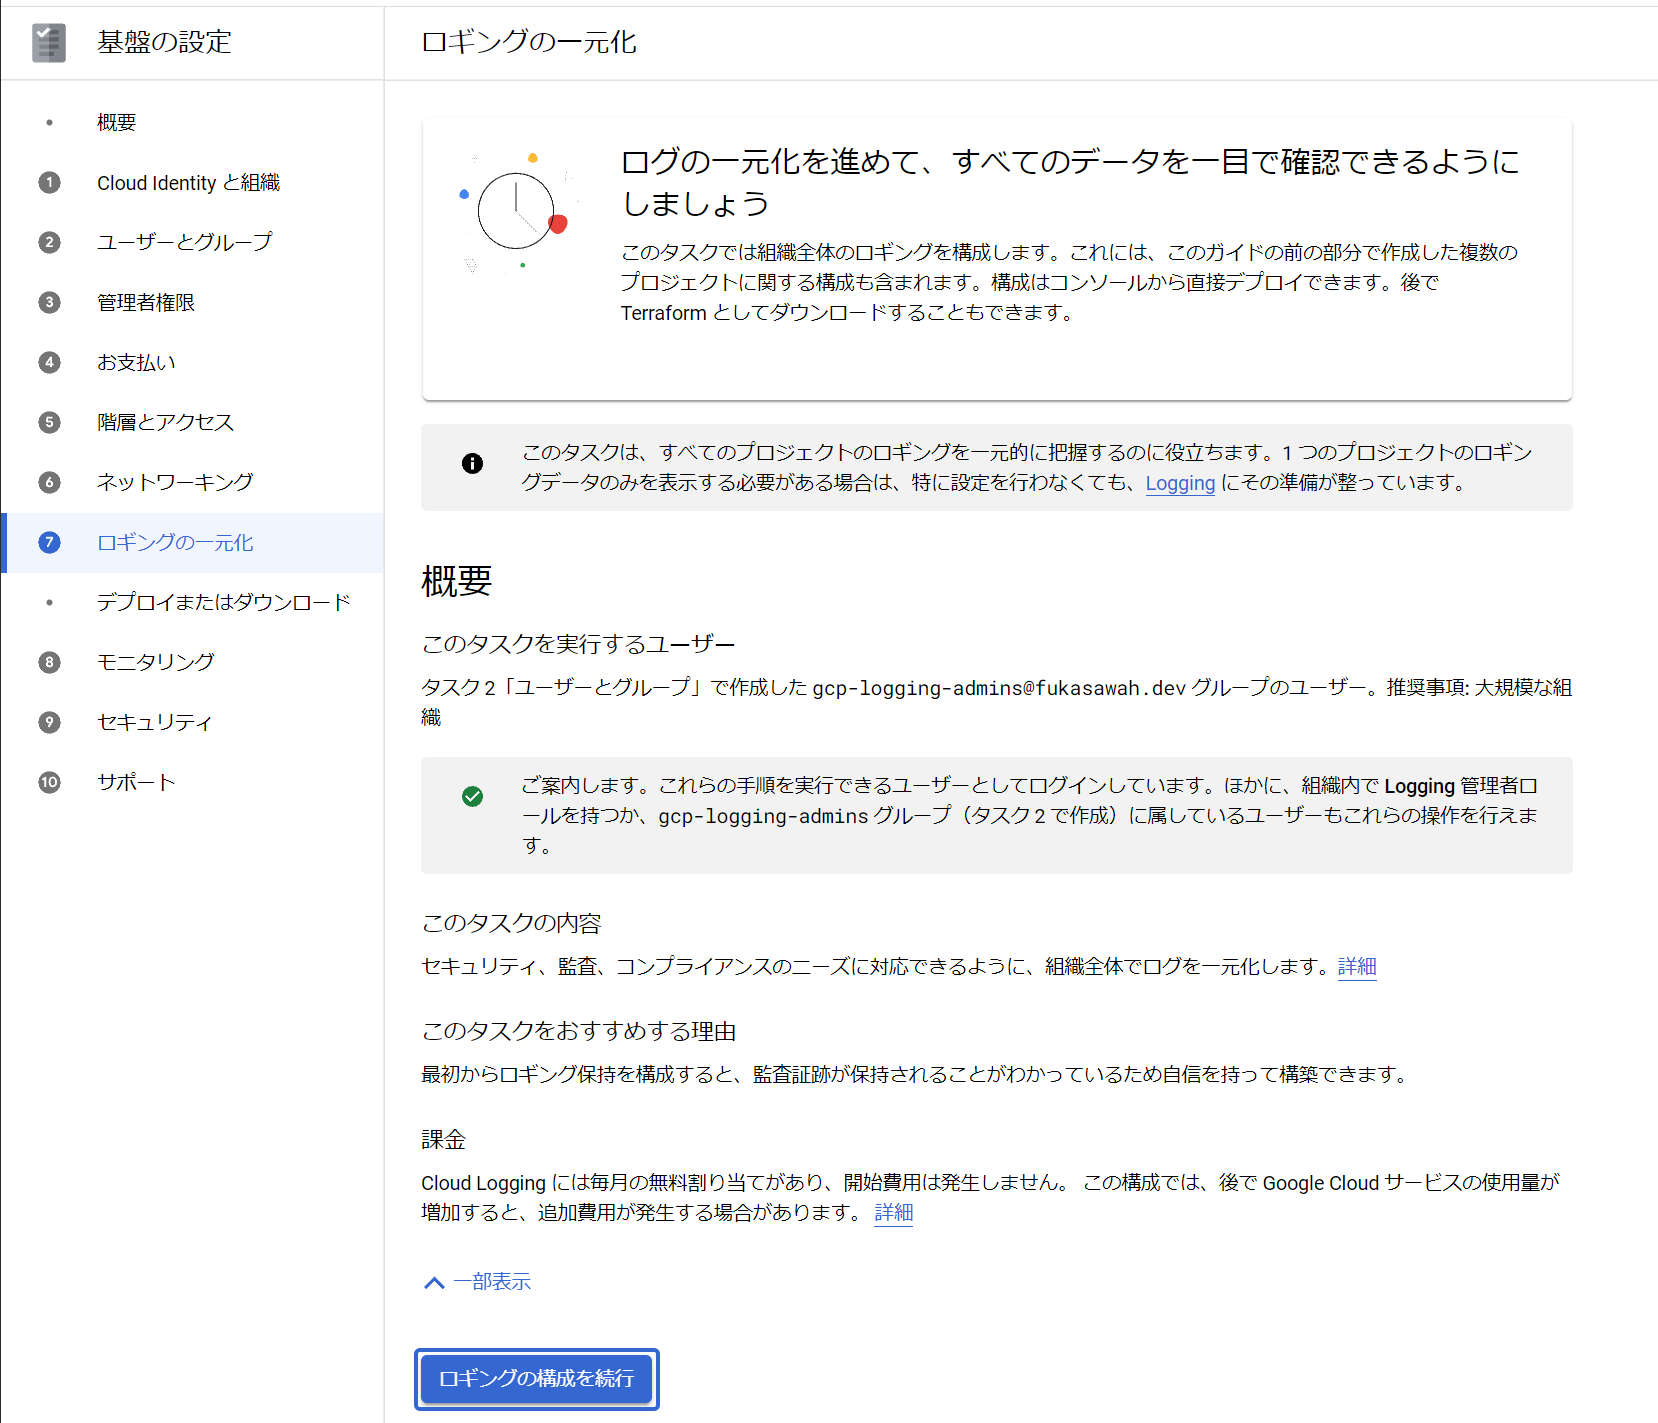 基盤の設定
概要
1 Cloud Identity と組織
2 ユーザーとグループ
3 管理者権限
4 お支払い
5 階層とアクセス
6 ネットワーキング
7 ロギングの一元化
デプロイまたはダウンロード
8 モニタリング
9 セキュリティ
10 サポート
ロギングの一元化
ログの一元化を進めて、すべてのデータを一目で確認できるように
しましょう
このタスクでは組織全体のロギングを構成します。これには、このガイドの前の部分で作成した複数の
プロジェクトに関する構成も含まれます。構成はコンソールから直接デプロイできます。後で
Terraform としてダウンロードすることもできます。
このタスクは、すべてのプロジェクトのロギングを一元的に把握するのに役立ちます。1 つのプロジェクトのロギン
グデータのみを表示する必要がある場合は、特に設定を行わなくても、Logging にその準備が整っています。
概要
このタスクを実行するユーザー
タスク 2「ユーザーとグループ」で作成した gcp-logging-admins@fukasawah.dev グループのユーザー。推奨事項: 大規模な組
織
ご案内します。これらの手順を実行できるユーザーとしてログインしています。ほかに、組織内で Logging 管理者ロ
ールを持つか、gcp-logging-admins グループ（タスク 2 で作成）に属しているユーザーもこれらの操作を行えま
す。
このタスクの内容
セキュリティ、監査、コンプライアンスのニーズに対応できるように、組織全体でログを一元化します。詳細
このタスクをおすすめする理由
最初からロギング保持を構成すると、監査証跡が保持されることがわかっているため自信を持って構築できます。
課金
Cloud Logging には毎月の無料割り当てがあり、開始費用は発生しません。 この構成では、後で Google Cloud サービスの使用量が
増加すると、追加費用が発生する場合があります。 詳細
一部表示
ロギングの構成を続行